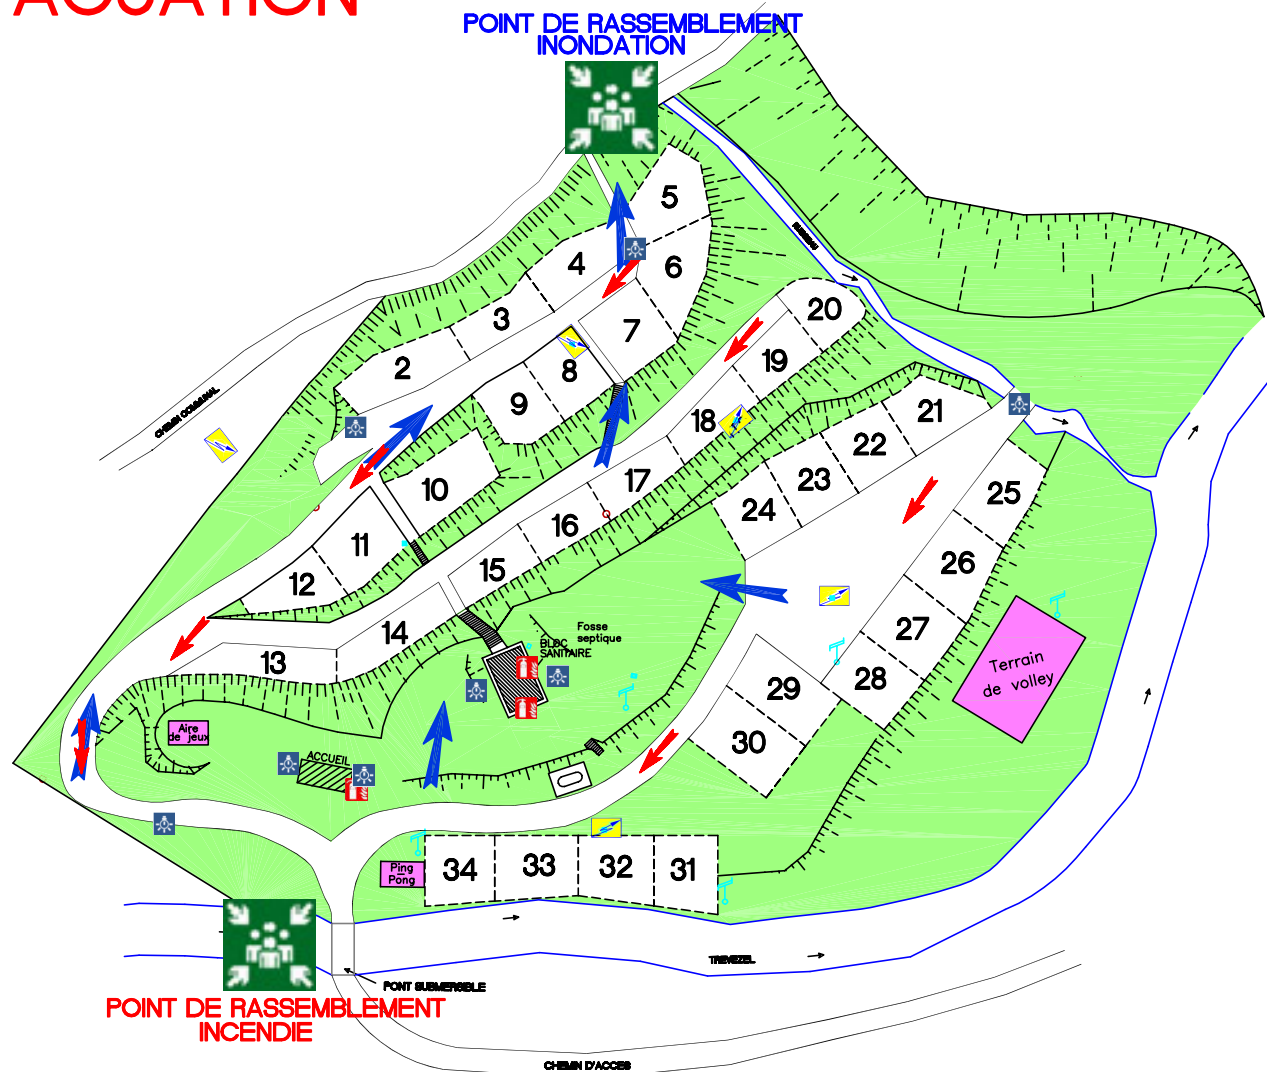 POINT DE RASSEMBLEMENT
INONDATION
5
4
6
3
7
20
2
8
19
9
18
21
22
10
17
23
25
24
11
16
26
15
12
27
14
Fosse
septique
BLOC
SANITAIRE
13
28
29
Terrain
de volley
30
Aire
de jeux
ACCUEIL
34
33
32
31
Ping
Pong
RUISSEAU
CHEMIN COMMUNAL
TREVEZEL
PONT SUBMERSIBLE
POINT DE RASSEMBLEMENT
INCENDIE
CHEMIN D'ACCES